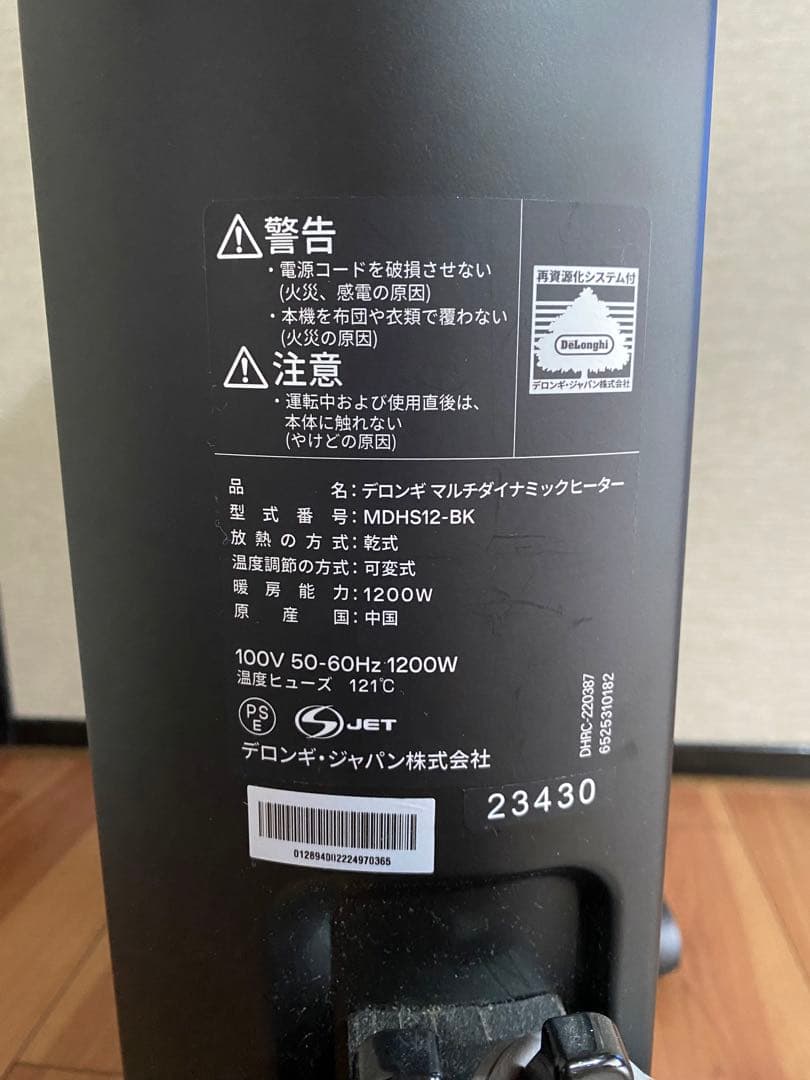 警告
・電源コードを破損させない
(火災、感電の原因)
・本機を布団や衣類で覆わない
(火災の原因)
注意
・運転中および使用直後は、
本体に触れない
(やけどの原因)
再資源化システム付
DeLonghi
デロンギ・ジャパン株式会社
品名：デロンギ マルチダイナミックヒーター
型式番号：MDHS12-BK
放熱の方式：乾式
温度調節の方式：可変式
暖房能力：1200W
原産国：中国
100V 50-60Hz 1200W
温度ヒューズ 121℃
PS
E
S JET
デロンギ・ジャパン株式会社
DHRC-220387
6525310182
23430
012894D02224970365